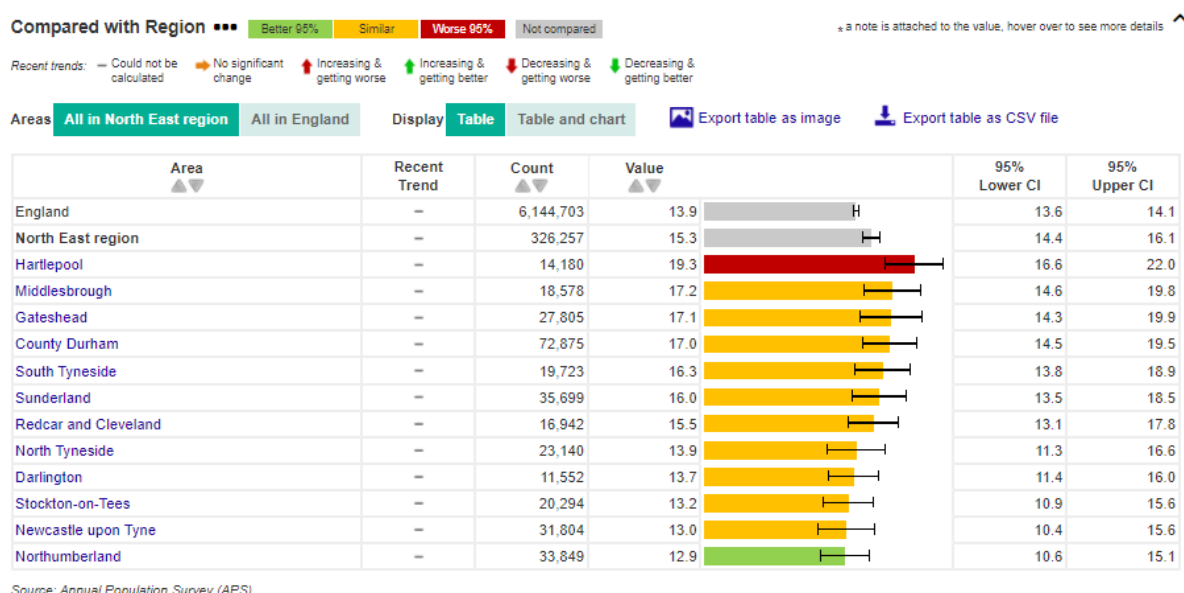 Compared with Region ••• Better 95% Similar Worse 95% Not compared * a note is attached to the value, hover over to see more details
Recent trends: – Could not be calculated No significant change Increasing & getting worse Increasing & getting better Decreasing & getting worse Decreasing & getting better
Areas All in North East region All in England Display Table Table and chart Export table as image Export table as CSV file
Area Recent Trend Count Value 95% Lower CI 95% Upper CI
England – 6,144,703 13.9 13.6 14.1
North East region – 326,257 15.3 14.4 16.1
Hartlepool – 14,180 19.3 16.6 22.0
Middlesbrough – 18,578 17.2 14.6 19.8
Gateshead – 27,805 17.1 14.3 19.9
County Durham – 72,875 17.0 14.5 19.5
South Tyneside – 19,723 16.3 13.8 18.9
Sunderland – 35,699 16.0 13.5 18.5
Redcar and Cleveland – 16,942 15.5 13.1 17.8
North Tyneside – 23,140 13.9 11.3 16.6
Darlington – 11,552 13.7 11.4 16.0
Stockton-on-Tees – 20,294 13.2 10.9 15.6
Newcastle upon Tyne – 31,804 13.0 10.4 15.6
Northumberland – 33,849 12.9 10.6 15.1
Source: Annual Population Survey (APS)